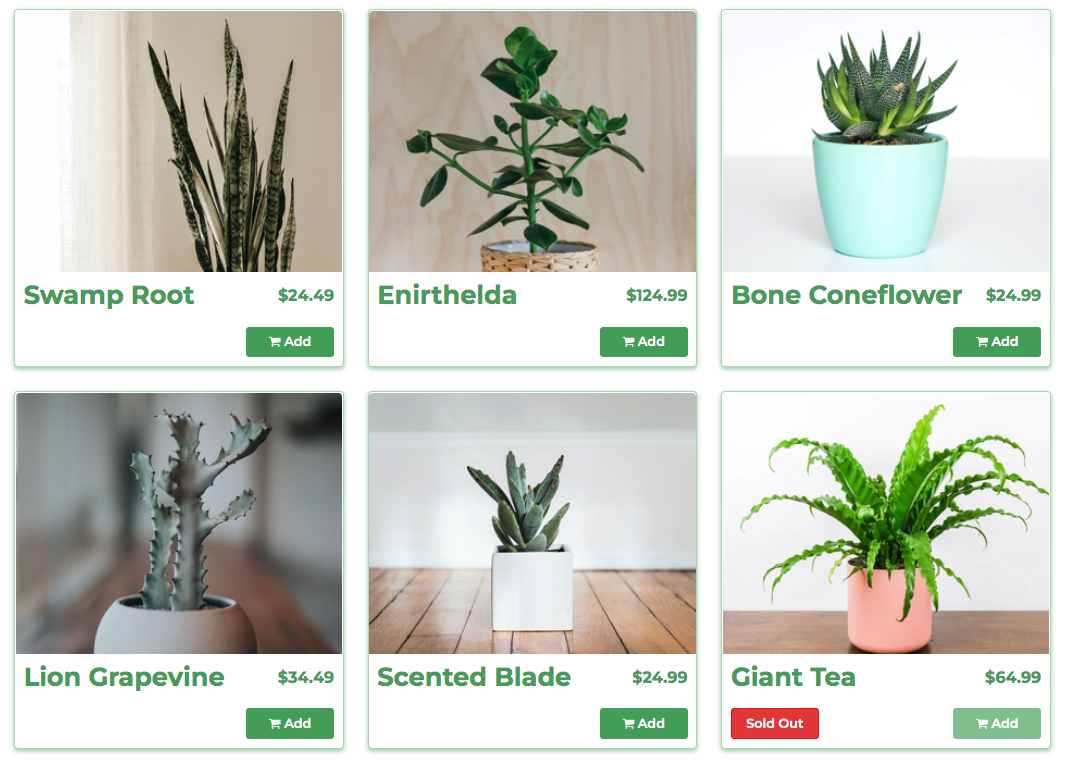 Swamp Root $24.49
Add
Enirthelda $124.99
Add
Bone Coneflower $24.99
Add
Lion Grapevine $34.49
Add
Scented Blade $24.99
Add
Giant Tea $64.99
Sold Out Add